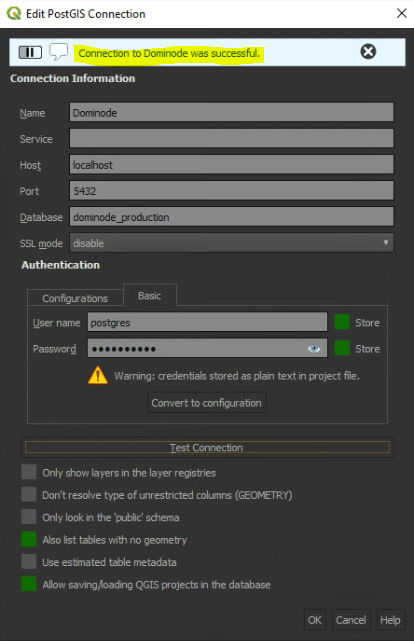 Edit PostGIS Connection
Connection to Dominode was successful.
Connection Information
Name Dominode
Service
Host localhost
Port 5432
Database dominode_production
SSL mode disable
Authentication
Configurations Basic
User name postgres Store
Password ●●●●●●●●●● Store
Warning: credentials stored as plain text in project file.
Convert to configuration
Test Connection
Only show layers in the layer registries
Don't resolve type of unrestricted columns (GEOMETRY)
Only look in the 'public' schema
Also list tables with no geometry
Use estimated table metadata
Allow saving/loading QGIS projects in the database
OK Cancel Help